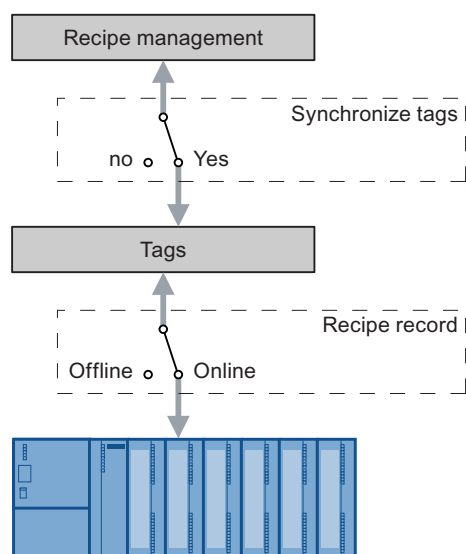 Recipe management
Synchronize tags
no Yes
Tags
Recipe record
Offline Online